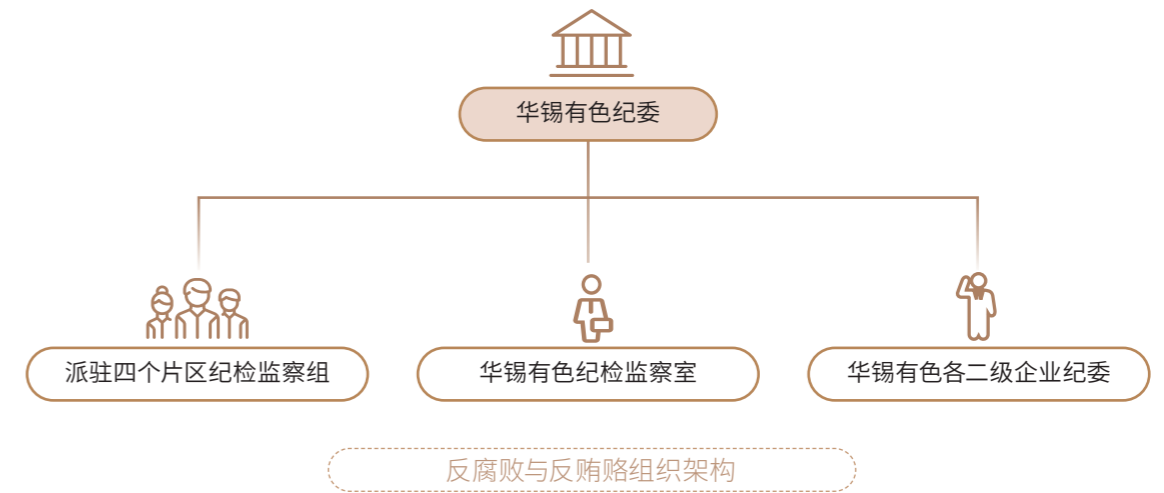 华锡有色纪委
派驻四个片区纪检监察组
华锡有色纪检监察室
华锡有色各二级企业纪委
反腐败与反贿赂组织架构